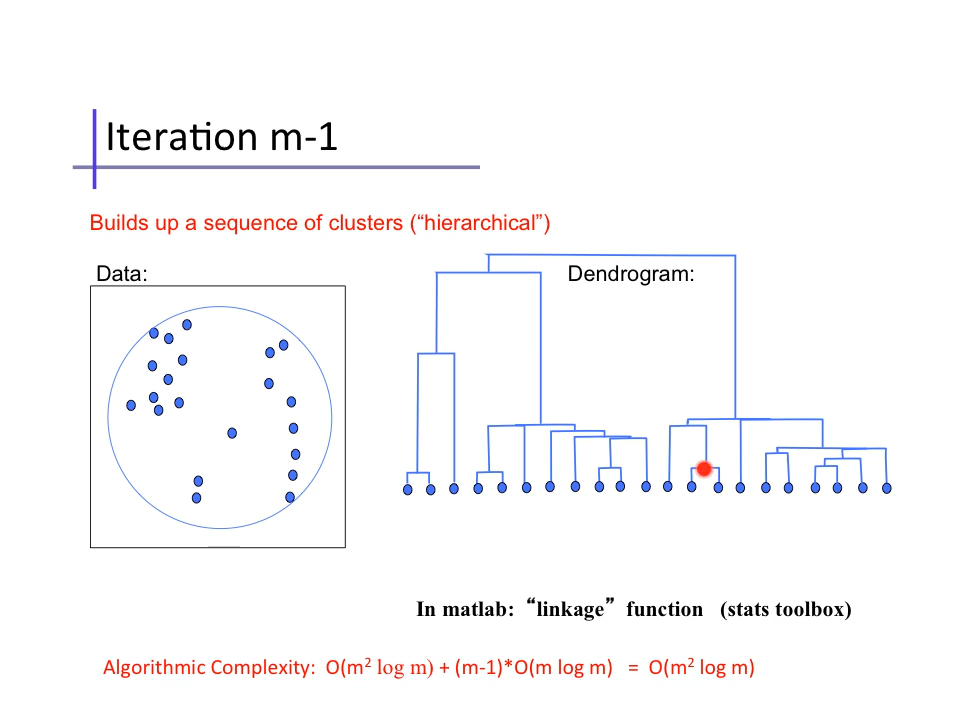 Iteration m-1
Builds up a sequence of clusters (“hierarchical”)
Data:
Dendrogram:
In matlab: “linkage” function (stats toolbox)
Algorithmic Complexity: O(m² log m) + (m-1)*O(m log m) = O(m² log m)